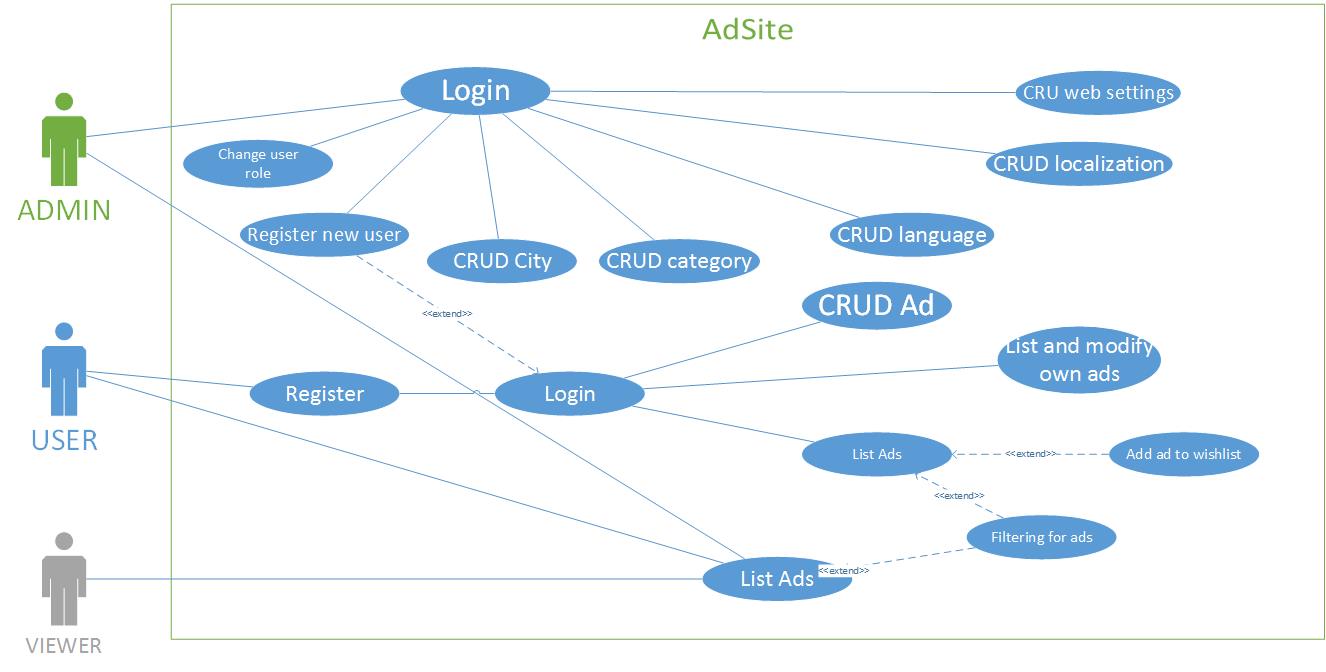 AdSite
Login
CRU web settings
Change user
role
CRUD localization
ADMIN
Register new user
CRUD language
CRUD City
CRUD category
CRUD Ad
<<extend>>
List and modify
own ads
Register
Login
USER
List Ads
<<extend>>
Add ad to wishlist
<<extend>>
Filtering for ads
List Ads
<<extend>>
VIEWER